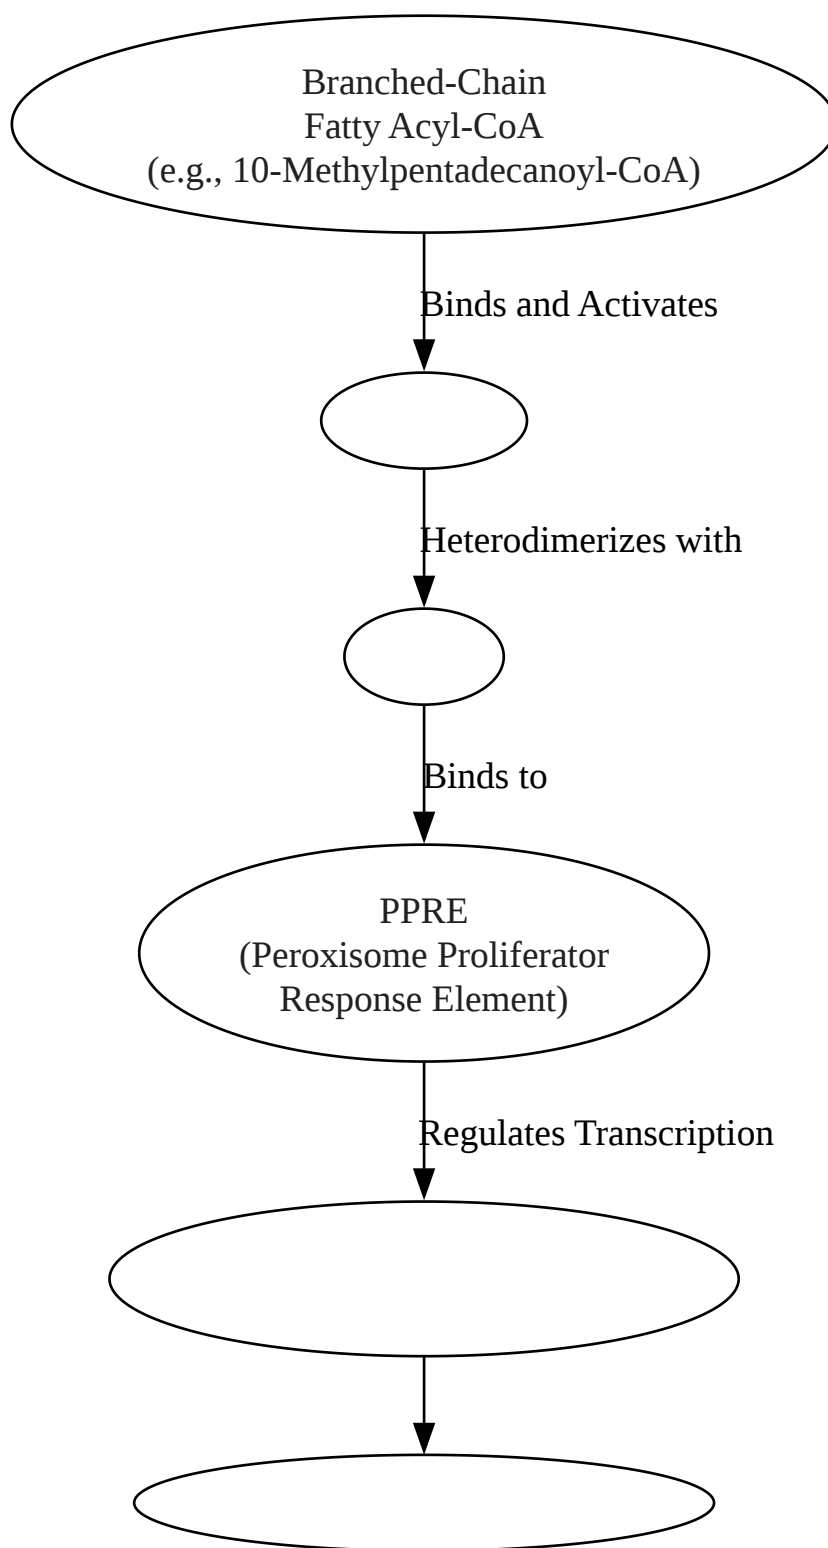 Branched-Chain
Fatty Acyl-CoA
(e.g., 10-Methylpentadecanoyl-CoA)
Binds and Activates
Heterodimerizes with
Binds to
PPRE
(Peroxisome Proliferator
Response Element)
Regulates Transcription